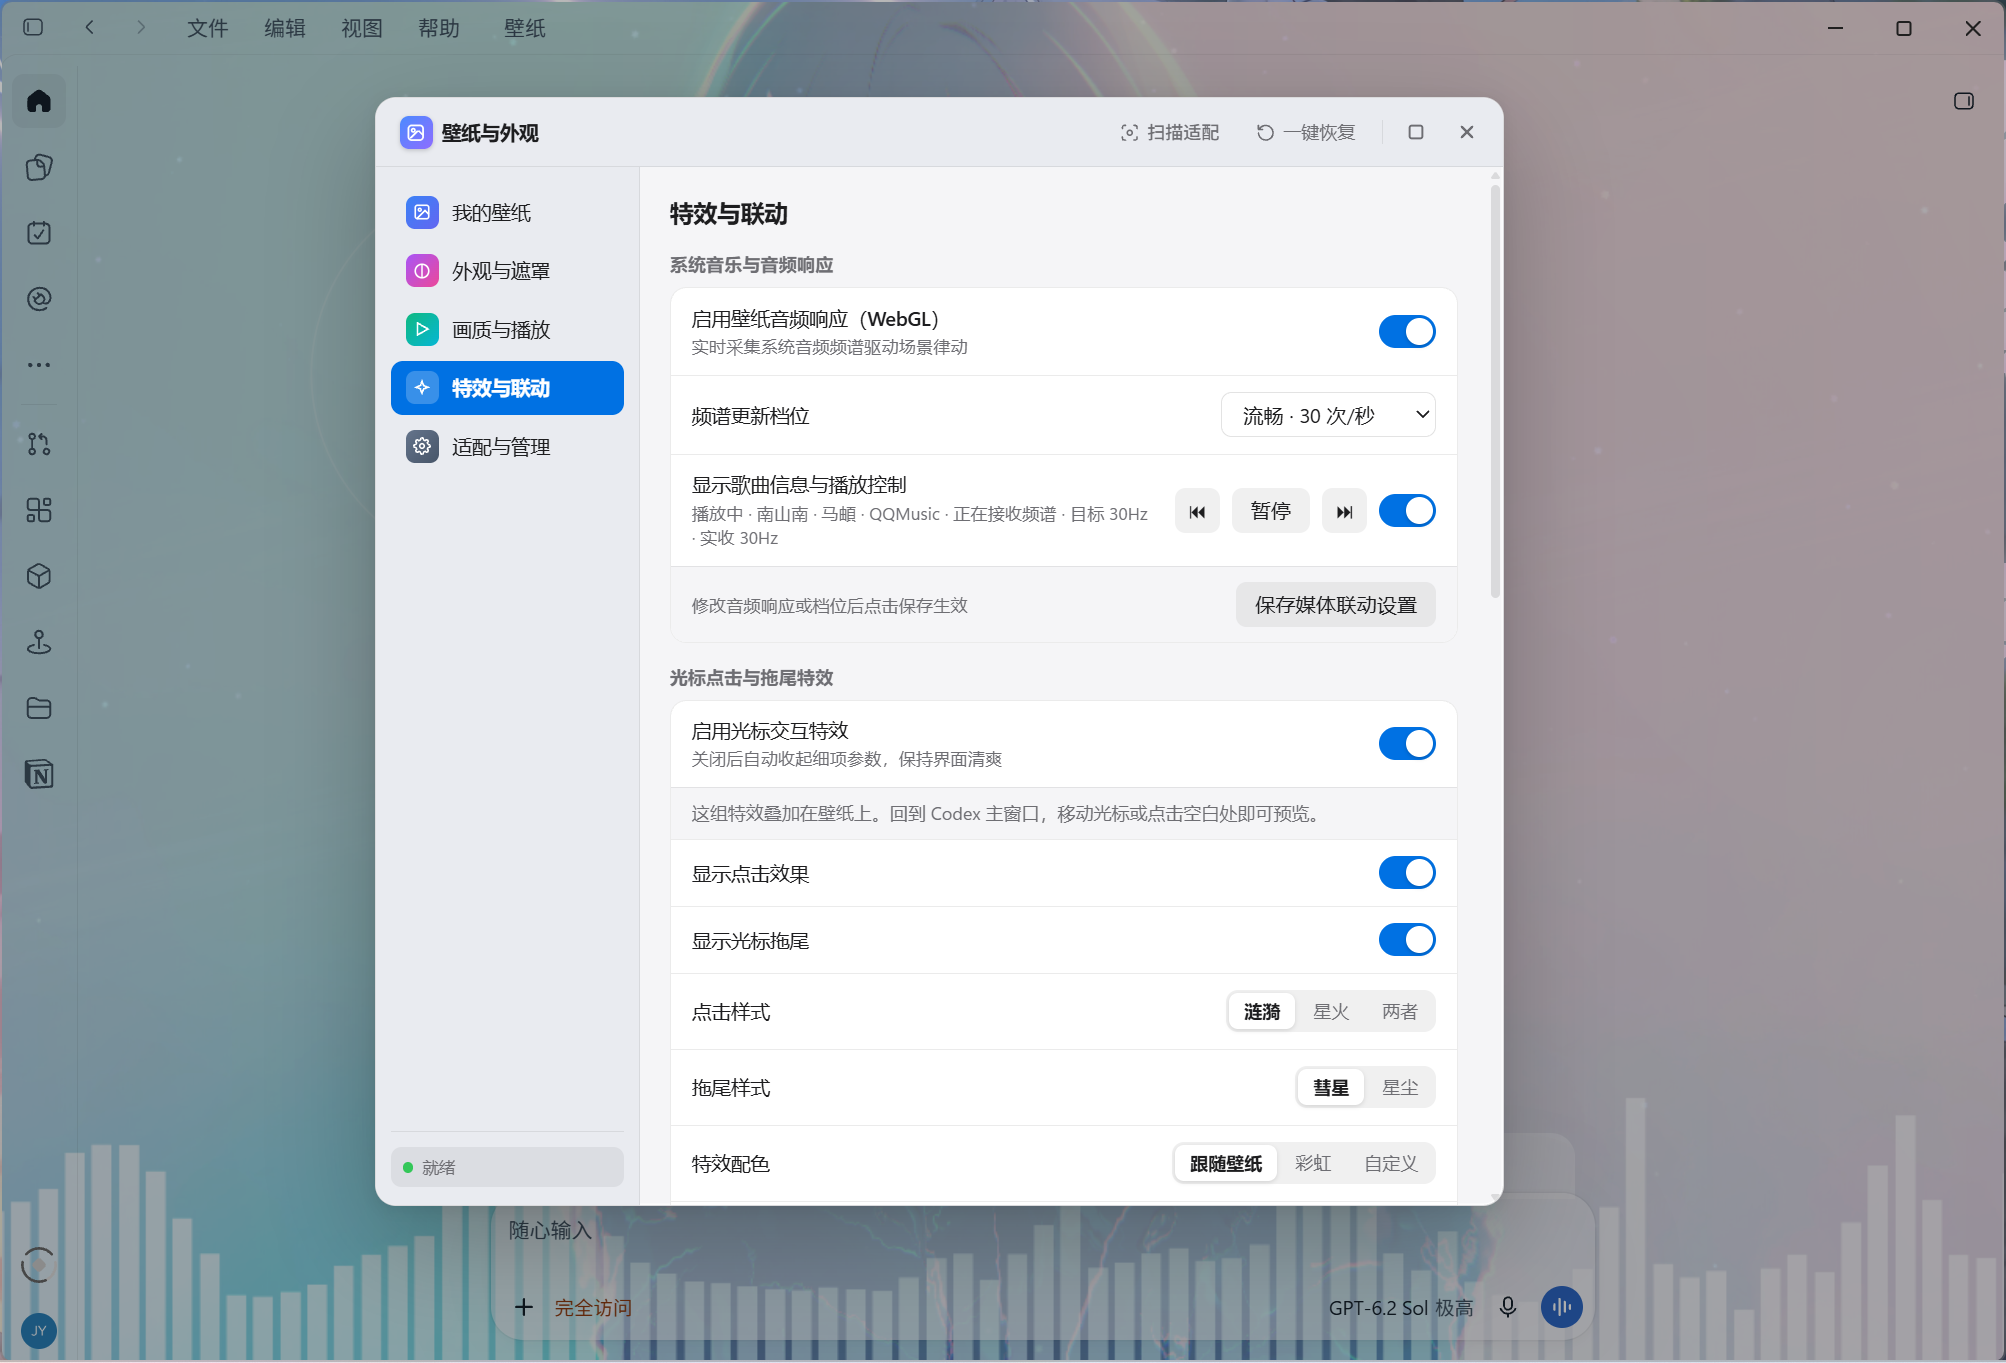 文件 编辑 视图 帮助 壁纸
壁纸与外观
扫描适配 一键恢复
我的壁纸
外观与遮罩
画质与播放
特效与联动
适配与管理
就绪
特效与联动
系统音乐与音频响应
启用壁纸音频响应（WebGL）
实时采集系统音频频谱驱动场景律动
频谱更新档位
流畅 · 30 次/秒
显示歌曲信息与播放控制
播放中 · 南山南 · 马頔 · QQMusic · 正在接收频谱 · 目标 30Hz
· 实收 30Hz
暂停
修改音频响应或档位后点击保存生效
保存媒体联动设置
光标点击与拖尾特效
启用光标交互特效
关闭后自动收起细项参数，保持界面清爽
这组特效叠加在壁纸上。回到 Codex 主窗口，移动光标或点击空白处即可预览。
显示点击效果
显示光标拖尾
点击样式
涟漪 星火 两者
拖尾样式
彗星 星尘
特效配色
跟随壁纸 彩虹 自定义
随心输入
完全访问
GPT-6.2 Sol 极高
N
JY